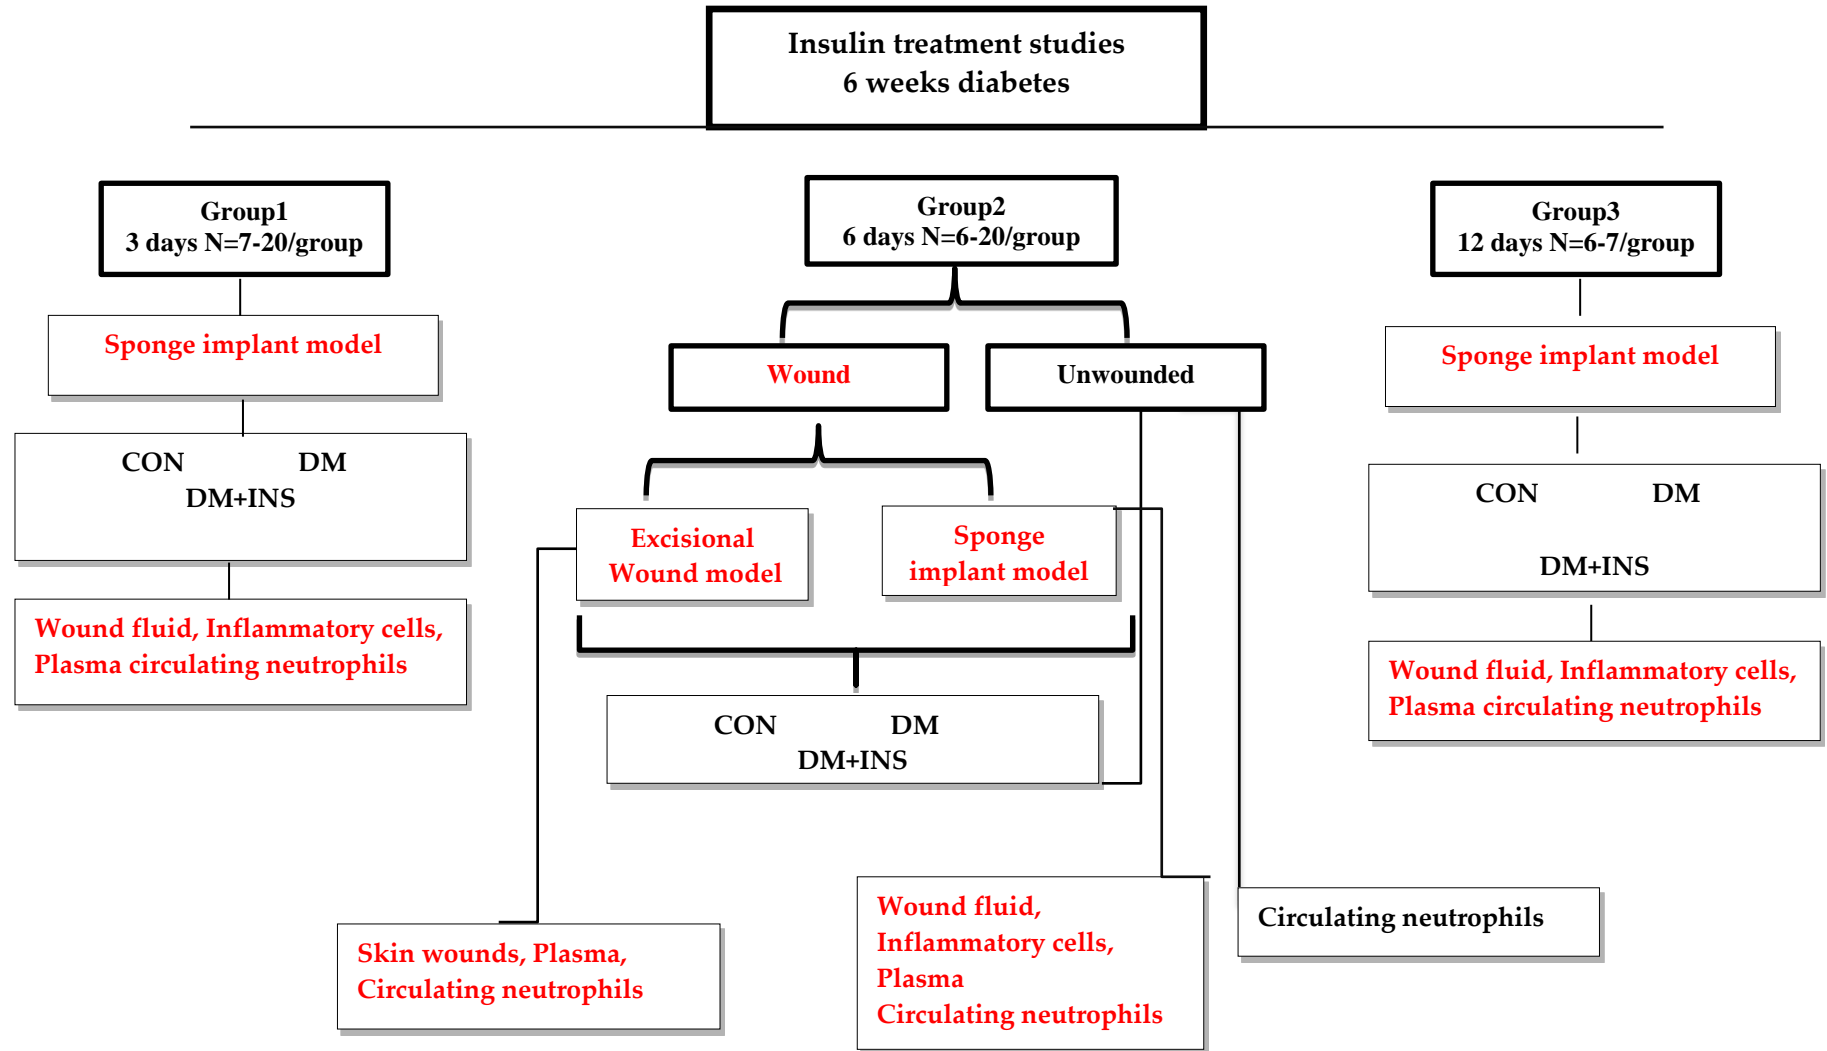 Insulin treatment studies
6 weeks diabetes
Group1
3 days N=7-20/group
Group2
6 days N=6-20/group
Group3
12 days N=6-7/group
Sponge implant model
Wound
Unwounded
Sponge implant model
CON DM
DM+INS
Excisional
Wound model
Sponge
implant model
CON DM
DM+INS
Wound fluid, Inflammatory cells,
Plasma circulating neutrophils
CON DM
DM+INS
Wound fluid, Inflammatory cells,
Plasma circulating neutrophils
Skin wounds, Plasma,
Circulating neutrophils
Wound fluid,
Inflammatory cells,
Plasma
Circulating neutrophils
Circulating neutrophils